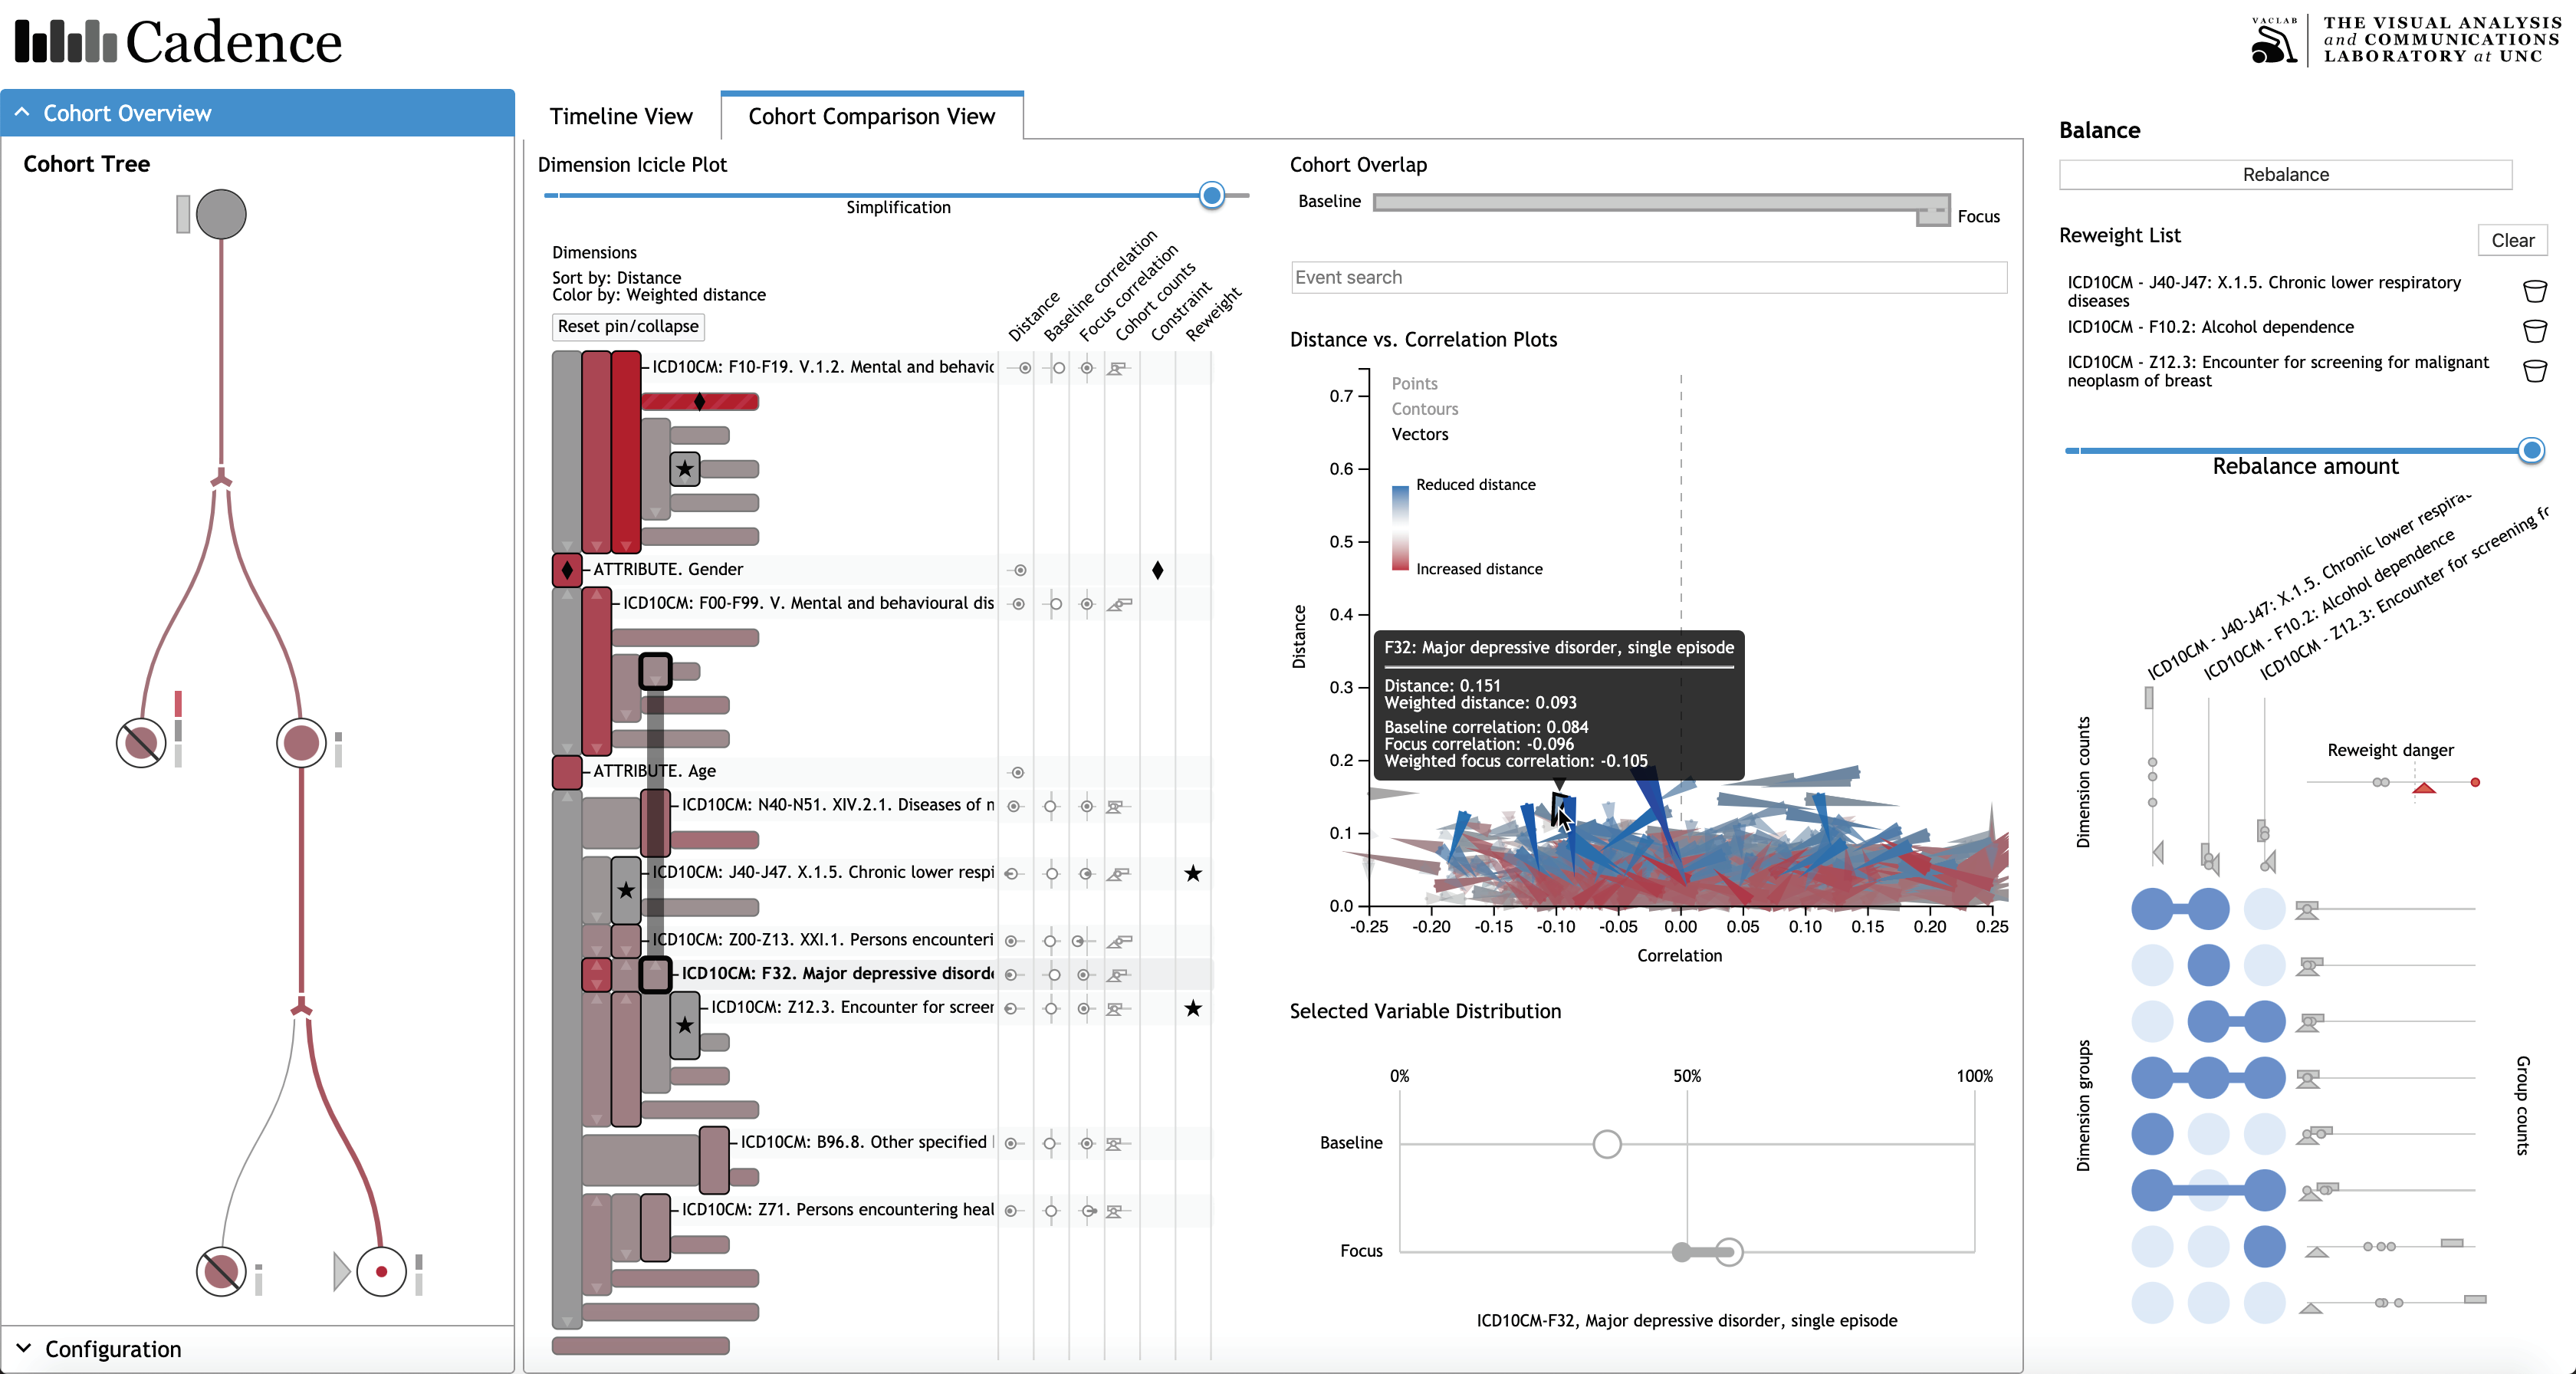 Cadence
VACLAB
THE VISUAL ANALYSIS
and COMMUNICATIONS
LABORATORY at UNC
Cohort Overview
Cohort Tree
Configuration
Timeline View
Cohort Comparison View
Dimension Icicle Plot
Simplification
Dimensions
Sort by: Distance
Color by: Weighted distance
Reset pin/collapse
Distance
Baseline correlation
Focus correlation
Cohort counts
Constraint
Reweight
ICD10CM: F10-F19. V.1.2. Mental and behavic
ATTRIBUTE. Gender
ICD10CM: F00-F99. V. Mental and behavioural dis
ATTRIBUTE. Age
ICD10CM: N40-N51. XIV.2.1. Diseases of n
ICD10CM: J40-J47. X.1.5. Chronic lower respi
ICD10CM: Z00-Z13. XXI.1. Persons encounteri
ICD10CM: F32. Major depressive disorde
ICD10CM: Z12.3. Encounter for screer
ICD10CM: B96.8. Other specified
ICD10CM: Z71. Persons encountering heal
Cohort Overlap
Baseline
Focus
Event search
Distance vs. Correlation Plots
Points
Contours
Vectors
Reduced distance
Increased distance
Distance
0.7
0.6
0.5
0.4
0.3
0.2
0.1
0.0
F32: Major depressive disorder, single episode
Distance: 0.151
Weighted distance: 0.093
Baseline correlation: 0.084
Focus correlation: -0.096
Weighted focus correlation: -0.105
-0.25 -0.20 -0.15 -0.10 -0.05 0.00 0.05 0.10 0.15 0.20 0.25
Correlation
Selected Variable Distribution
0% 50% 100%
Baseline
Focus
ICD10CM-F32, Major depressive disorder, single episode
Balance
Rebalance
Reweight List
Clear
ICD10CM - J40-J47: X.1.5. Chronic lower respiratory
diseases
ICD10CM - F10.2: Alcohol dependence
ICD10CM - Z12.3: Encounter for screening for malignant
neoplasm of breast
Rebalance amount
ICD10CM - J40-J47: X.1.5. Chronic lower respirat
ICD10CM - F10.2: Alcohol dependence
ICD10CM - Z12.3: Encounter for screening fo
Dimension counts
Reweight danger
Dimension groups
Group counts